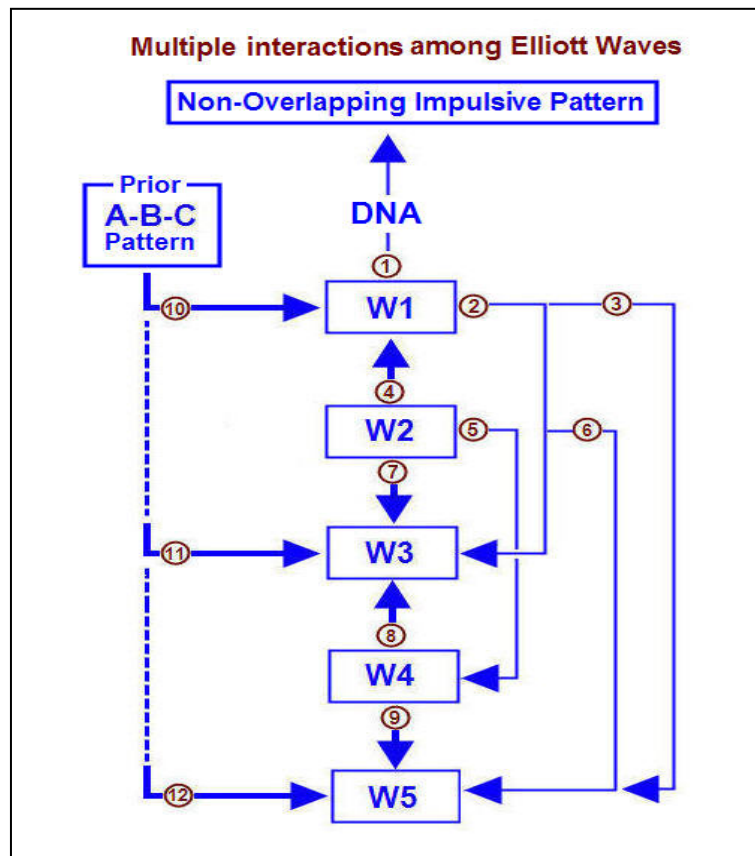 Multiple interactions among Elliott Waves
Non-Overlapping Impulsive Pattern
Prior
A-B-C
Pattern
DNA
1
10
W1
2
3
4
W2
5
6
7
11
W3
8
W4
9
12
W5